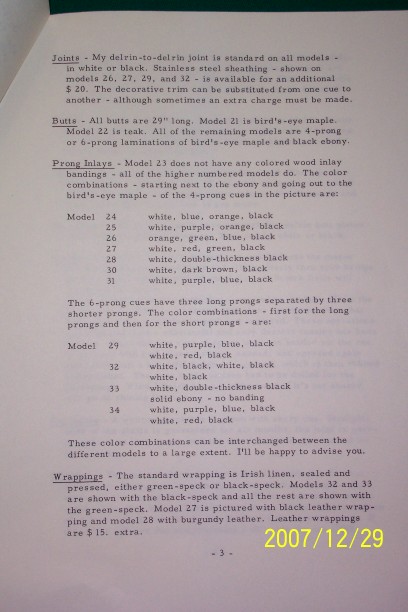 Joints - My delrin-to-delrin joint is standard on all models -
in white or black. Stainless steel sheathing - shown on
models 26, 27, 29, and 32 - is available for an additional
$ 20. The decorative trim can be substituted from one cue to
another - although sometimes an extra charge must be made.
Butts - All butts are 29" long. Model 21 is bird's-eye maple.
Model 22 is teak. All of the remaining models are 4-prong
or 6-prong laminations of bird's-eye maple and black ebony.
Prong Inlays - Model 23 does not have any colored wood inlay
bandings - all of the higher numbered models do. The color
combinations - starting next to the ebony and going out to the
bird's-eye maple - of the 4-prong cues in the picture are:
Model 24 white, blue, orange, black
25 white, purple, orange, black
26 orange, green, blue, black
27 white, red, green, black
28 white, double-thickness black
30 white, dark brown, black
31 white, purple, blue, black
The 6-prong cues have three long prongs separated by three
shorter prongs. The color combinations - first for the long
prongs and then for the short prongs - are:
Model 29 white, purple, blue, black
white, red, black
32 white, black, white, black
white, black
33 white, double-thickness black
solid ebony - no banding
34 white, purple, blue, black
white, red, black
These color combinations can be interchanged between the
different models to a large extent. I'll be happy to advise you.
Wrappings - The standard wrapping is Irish linen, sealed and
pressed, either green-speck or black-speck. Models 32 and 33
are shown with the black-speck and all the rest are shown with
the green-speck. Model 27 is pictured with black leather wrap-
ping and model 28 with burgundy leather. Leather wrappings
are $ 15. extra.
2007/12/29
- 3 -